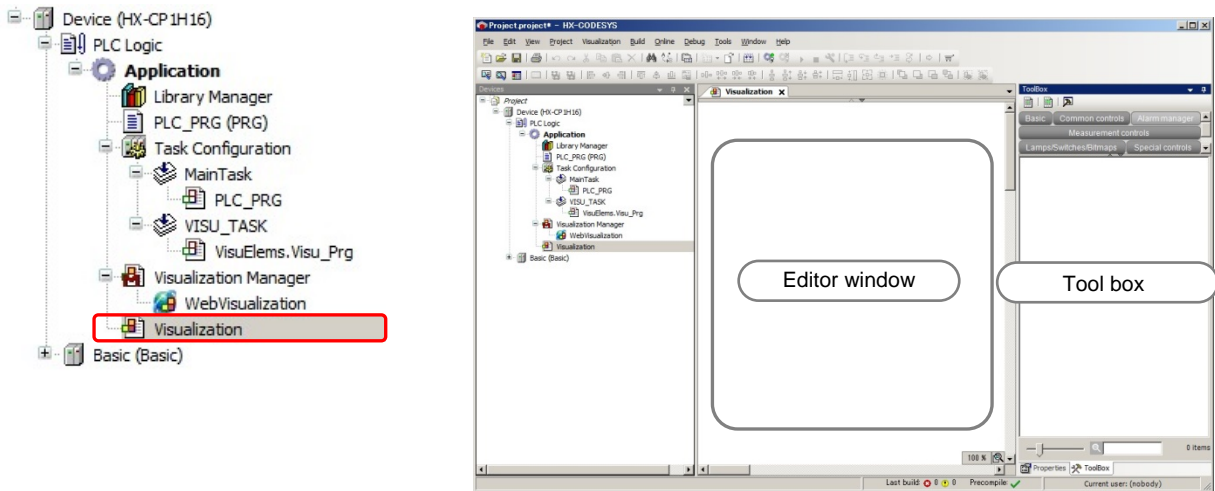 Device (HX-CP1H16)
PLC Logic
Application
Library Manager
PLC_PRG (PRG)
Task Configuration
MainTask
PLC_PRG
VISU_TASK
VisuElems.Visu_Prg
Visualization Manager
WebVisualization
Visualization
Basic (Basic)
Project.project* - HX-CODESYS
File Edit View Project Visualization Build Online Debug Tools Window Help
Devices
Project
Device (HX-CP1H16)
PLC Logic
Application
Library Manager
PLC_PRG (PRG)
Task Configuration
MainTask
PLC_PRG
VISU_TASK
VisuElems.Visu_Prg
Visualization Manager
WebVisualization
Visualization
Basic (Basic)
Visualization
Editor window
100 %
ToolBox
Basic Common controls Alarm manager
Measurement controls
Lamps/Switches/Bitmaps Special controls
Tool box
0 items
Properties ToolBox
Last build: 0 0 Precompile: Current user: (nobody)